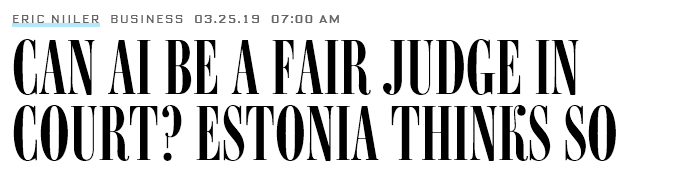 ERIC NIILER BUSINESS 03.25.19 07:00 AM
CAN AI BE A FAIR JUDGE IN
COURT? ESTONIA THINKS SO